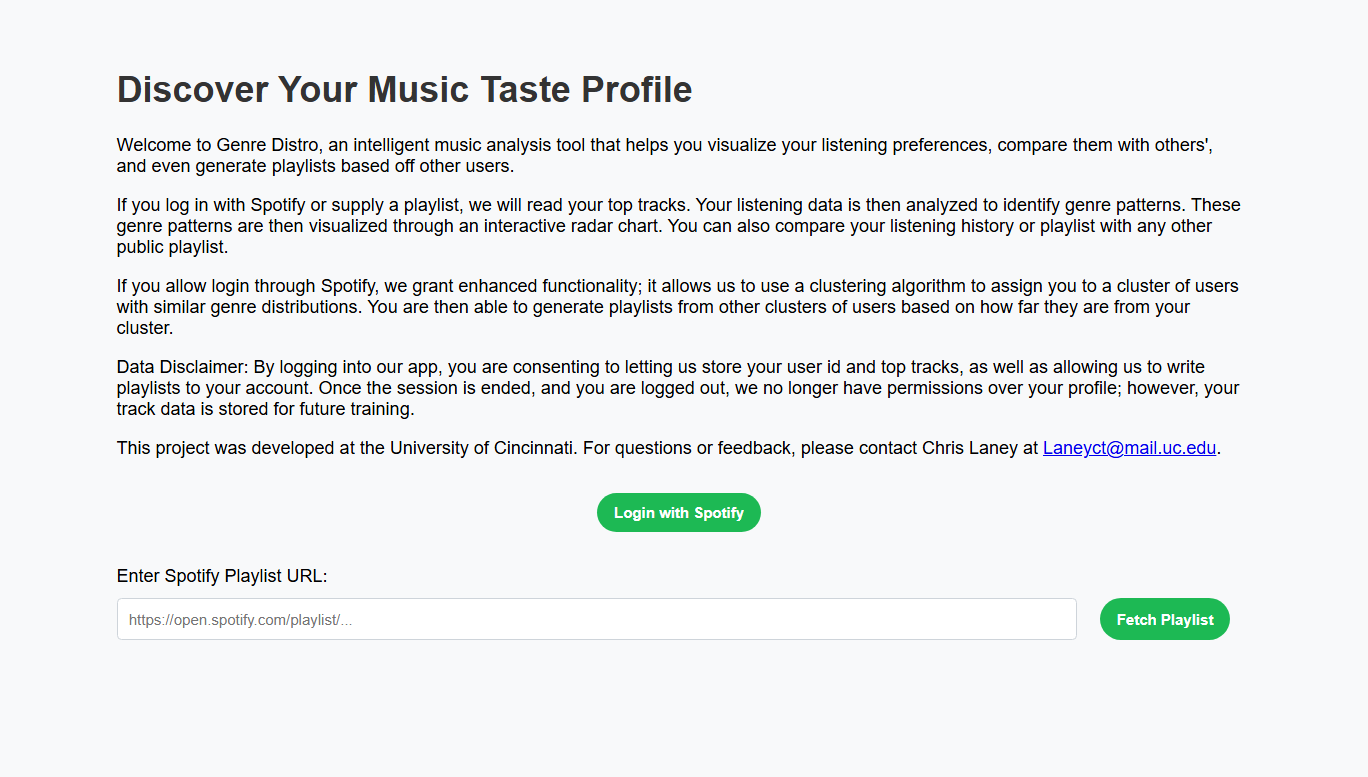 Discover Your Music Taste Profile
Welcome to Genre Distro, an intelligent music analysis tool that helps you visualize your listening preferences, compare them with others',
and even generate playlists based off other users.
If you log in with Spotify or supply a playlist, we will read your top tracks. Your listening data is then analyzed to identify genre patterns. These
genre patterns are then visualized through an interactive radar chart. You can also compare your listening history or playlist with any other
public playlist.
If you allow login through Spotify, we grant enhanced functionality; it allows us to use a clustering algorithm to assign you to a cluster of users
with similar genre distributions. You are then able to generate playlists from other clusters of users based on how far they are from your
cluster.
Data Disclaimer: By logging into our app, you are consenting to letting us store your user id and top tracks, as well as allowing us to write
playlists to your account. Once the session is ended, and you are logged out, we no longer have permissions over your profile; however, your
track data is stored for future training.
This project was developed at the University of Cincinnati. For questions or feedback, please contact Chris Laney at Laneyct@mail.uc.edu.
Login with Spotify
Enter Spotify Playlist URL:
https://open.spotify.com/playlist/...
Fetch Playlist